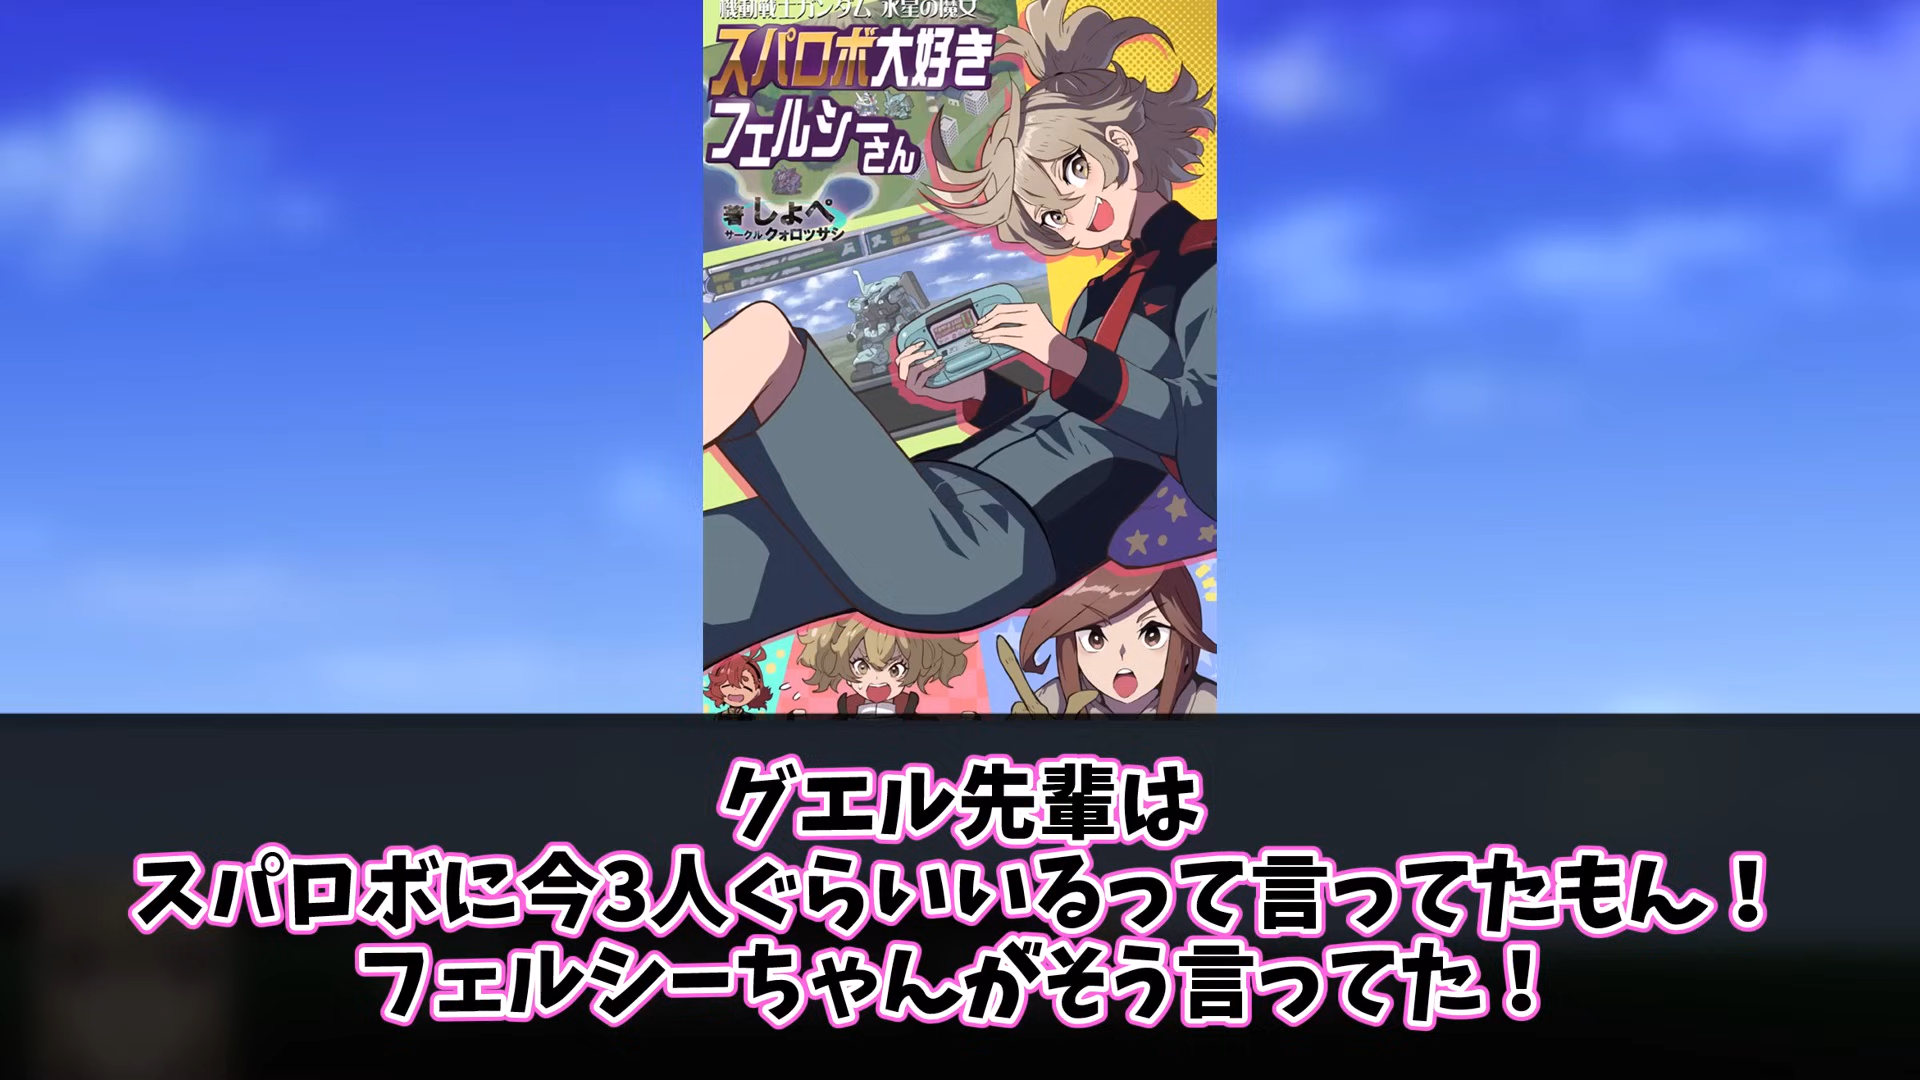 機動戦士ガンダム 水星の魔女
スパロボ大好き
フェルシーさん
著 しょぺ
サークル クォロツサシ
グエル先輩は
スパロボに今3人ぐらいいるって言ってたもん！
フェルシーちゃんがそう言ってた！